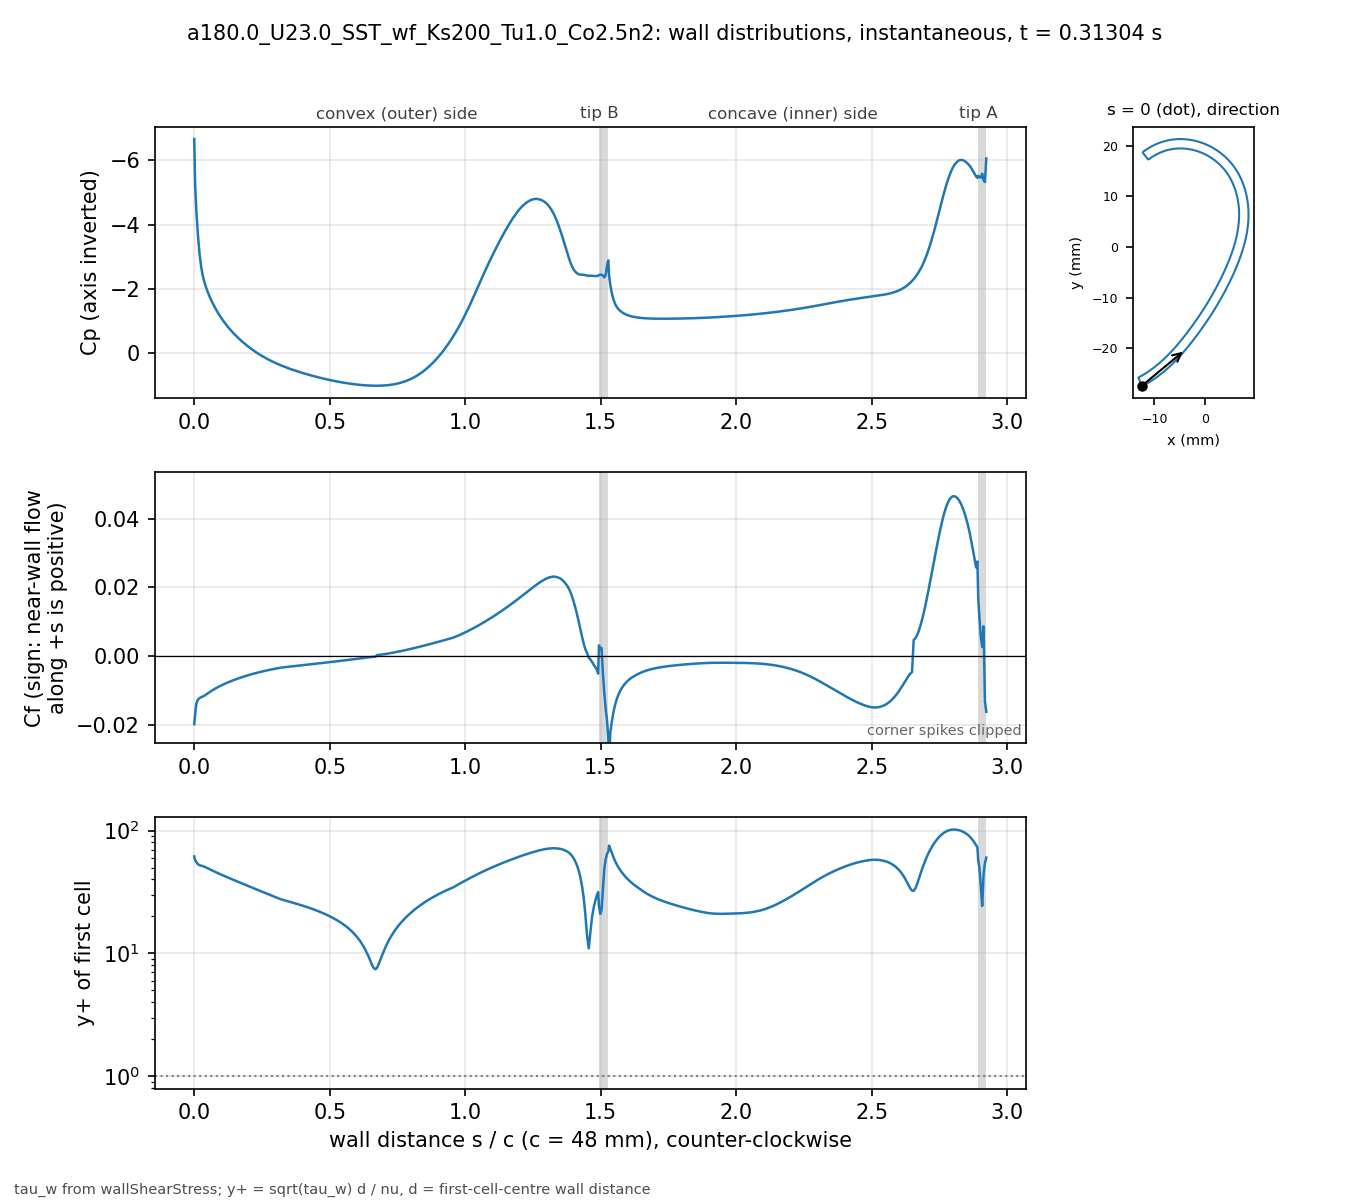 a180.0_U23.0_SST_wf_Ks200_Tu1.0_Co2.5n2: wall distributions, instantaneous, t = 0.31304 s
convex (outer) side
tip B
concave (inner) side
tip A
s = 0 (dot), direction
Cp (axis inverted)
−6
−4
−2
0
0.0
0.5
1.0
1.5
2.0
2.5
3.0
20
10
0
−10
−20
y (mm)
−10
0
x (mm)
Cf (sign: near-wall flow
along +s is positive)
0.04
0.02
0.00
−0.02
corner spikes clipped
0.0
0.5
1.0
1.5
2.0
2.5
3.0
y+ of first cell
10²
10¹
10⁰
0.0
0.5
1.0
1.5
2.0
2.5
3.0
wall distance s / c (c = 48 mm), counter-clockwise
tau_w from wallShearStress; y+ = sqrt(tau_w) d / nu, d = first-cell-centre wall distance